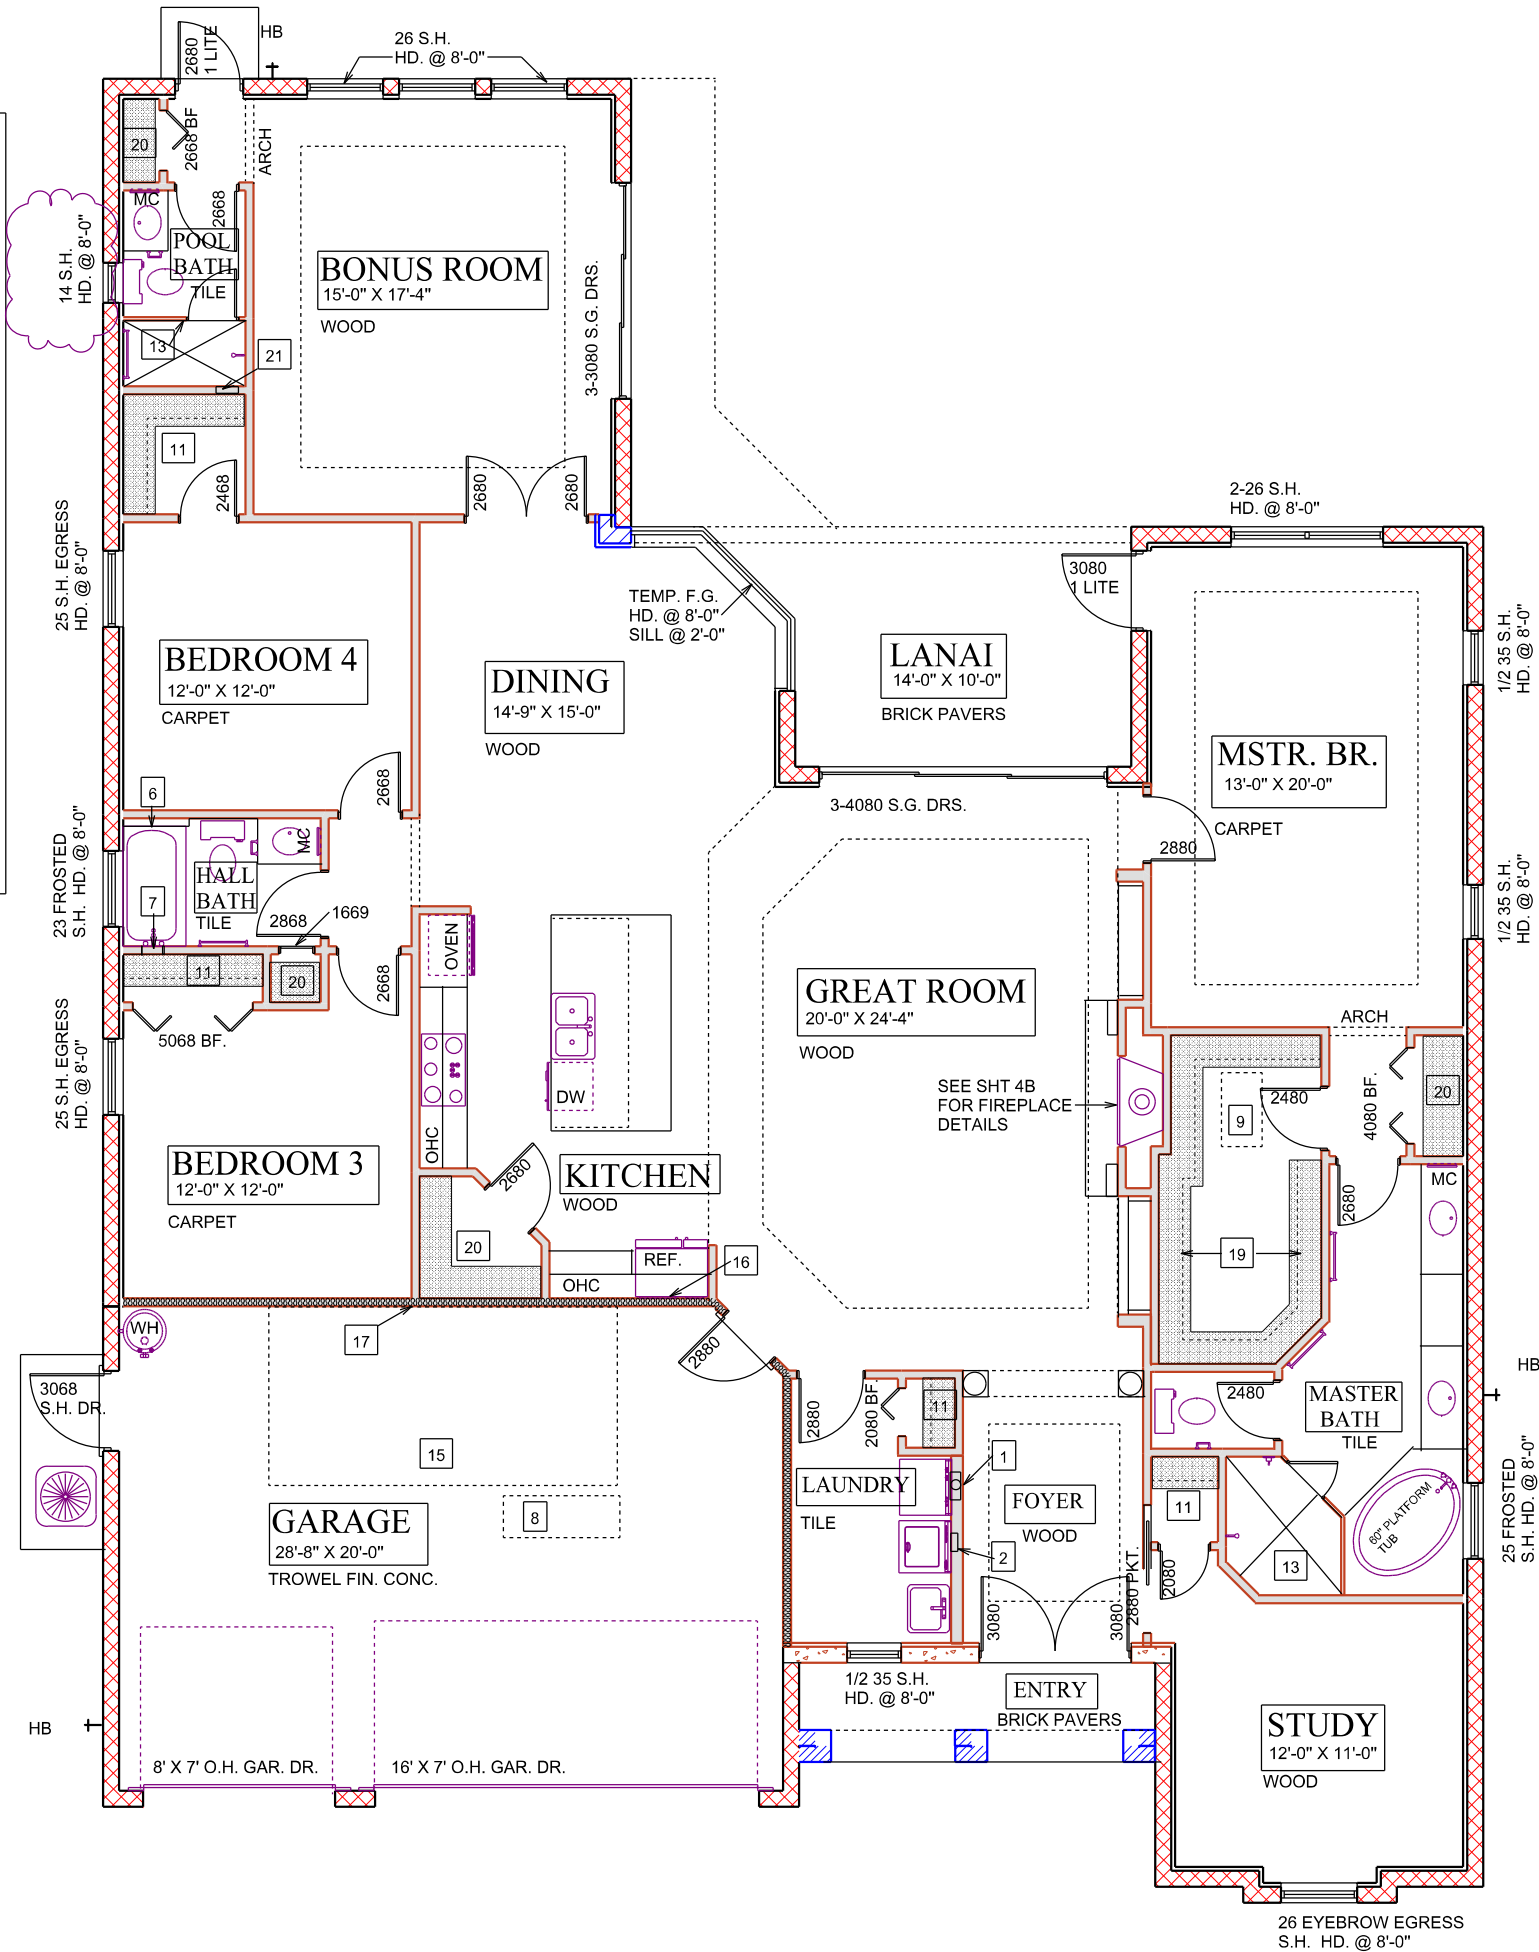 2680
1 LITE
HB
26 S.H.
HD. @ 8'-0"
20
2668 BF
ARCH
MC
2668
POOL
BATH
TILE
14 S.H.
HD. @ 8'-0"
13
21
BONUS ROOM
15'-0" X 17'-4"
WOOD
3-3080 S.G. DRS.
11
2468
2680
2680
2-26 S.H.
HD. @ 8'-0"
25 S.H. EGRESS
HD. @ 8'-0"
TEMP. F.G.
HD. @ 8'-0"
SILL @ 2'-0"
3080
1 LITE
BEDROOM 4
12'-0" X 12'-0"
CARPET
DINING
14'-9" X 15'-0"
WOOD
LANAI
14'-0" X 10'-0"
BRICK PAVERS
1/2 35 S.H.
HD. @ 8'-0"
MSTR. BR.
13'-0" X 20'-0"
CARPET
2668
6
3-4080 S.G. DRS.
2880
23 FROSTED
S.H. HD. @ 8'-0"
MC
HALL
BATH
TILE
7
2868
1669
1/2 35 S.H.
HD. @ 8'-0"
OVEN
11
20
2668
5068 BF.
GREAT ROOM
20'-0" X 24'-4"
WOOD
ARCH
25 S.H. EGRESS
HD. @ 8'-0"
DW
SEE SHT 4B
FOR FIREPLACE
DETAILS
2480
9
4080 BF.
20
OHC
BEDROOM 3
12'-0" X 12'-0"
CARPET
2680
KITCHEN
WOOD
MC
2680
20
REF.
OHC
16
19
WH
17
2880
3068
S.H. DR.
HB
2880
2080 BF.
11
2480
MASTER
BATH
TILE
15
LAUNDRY
TILE
1
FOYER
WOOD
2
11
60" PLATFORM
TUB
25 FROSTED
S.H. HD. @ 8'-0"
8
GARAGE
28'-8" X 20'-0"
TROWEL FIN. CONC.
13
2080
2880 PKT.
3080
3080
1/2 35 S.H.
HD. @ 8'-0"
ENTRY
BRICK PAVERS
HB
STUDY
12'-0" X 11'-0"
WOOD
8' X 7' O.H. GAR. DR.
16' X 7' O.H. GAR. DR.
26 EYEBROW EGRESS
S.H. HD. @ 8'-0"